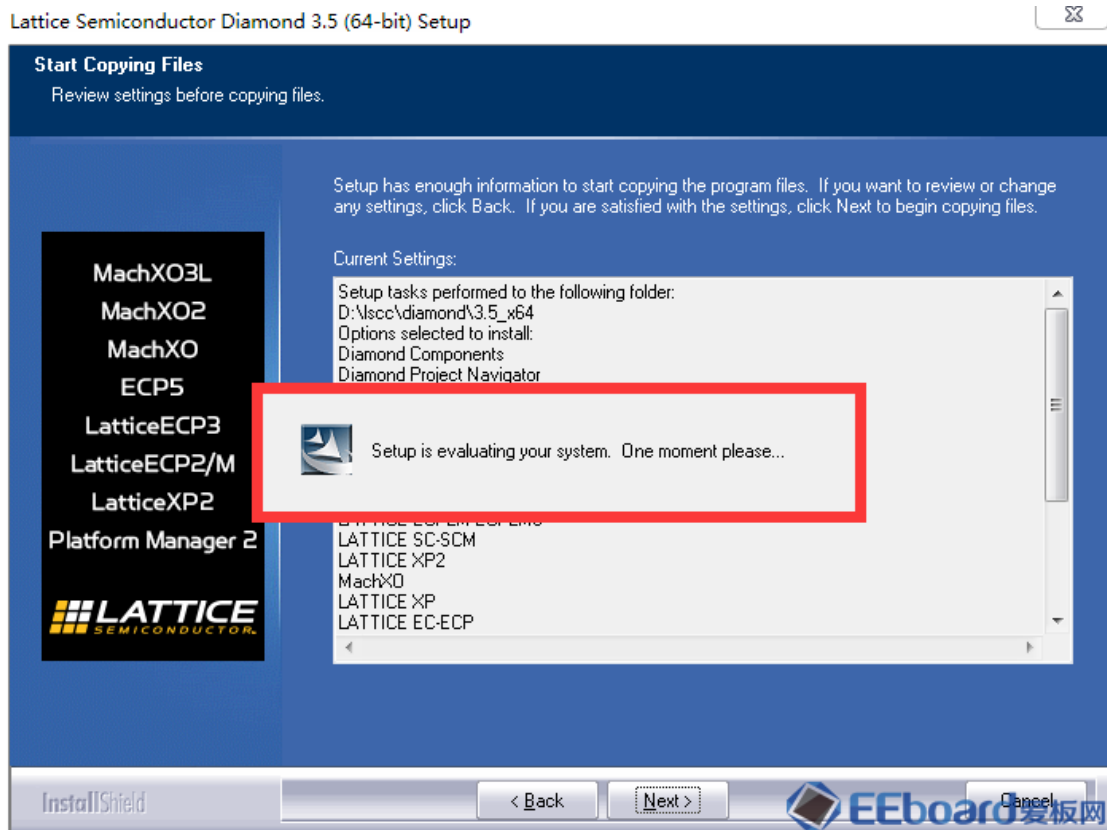 Lattice Semiconductor Diamond 3.5 (64-bit) Setup
Start Copying Files
Review settings before copying files.
Setup has enough information to start copying the program files. If you want to review or change
any settings, click Back. If you are satisfied with the settings, click Next to begin copying files.
Current Settings:
Setup tasks performed to the following folder:
D:\lscc\diamond\3.5_x64
Options selected to install:
Diamond Components
Diamond Project Navigator
Setup is evaluating your system. One moment please...
LATTICE SC-SCM
LATTICE XP2
MachXO
LATTICE XP
LATTICE EC-ECP
MachXO3L
MachXO2
MachXO
ECP5
LatticeECP3
LatticeECP2/M
LatticeXP2
Platform Manager 2
LATTICE
SEMICONDUCTOR.
InstallShield
< Back
Next >
Cancel
EEboard爱板网